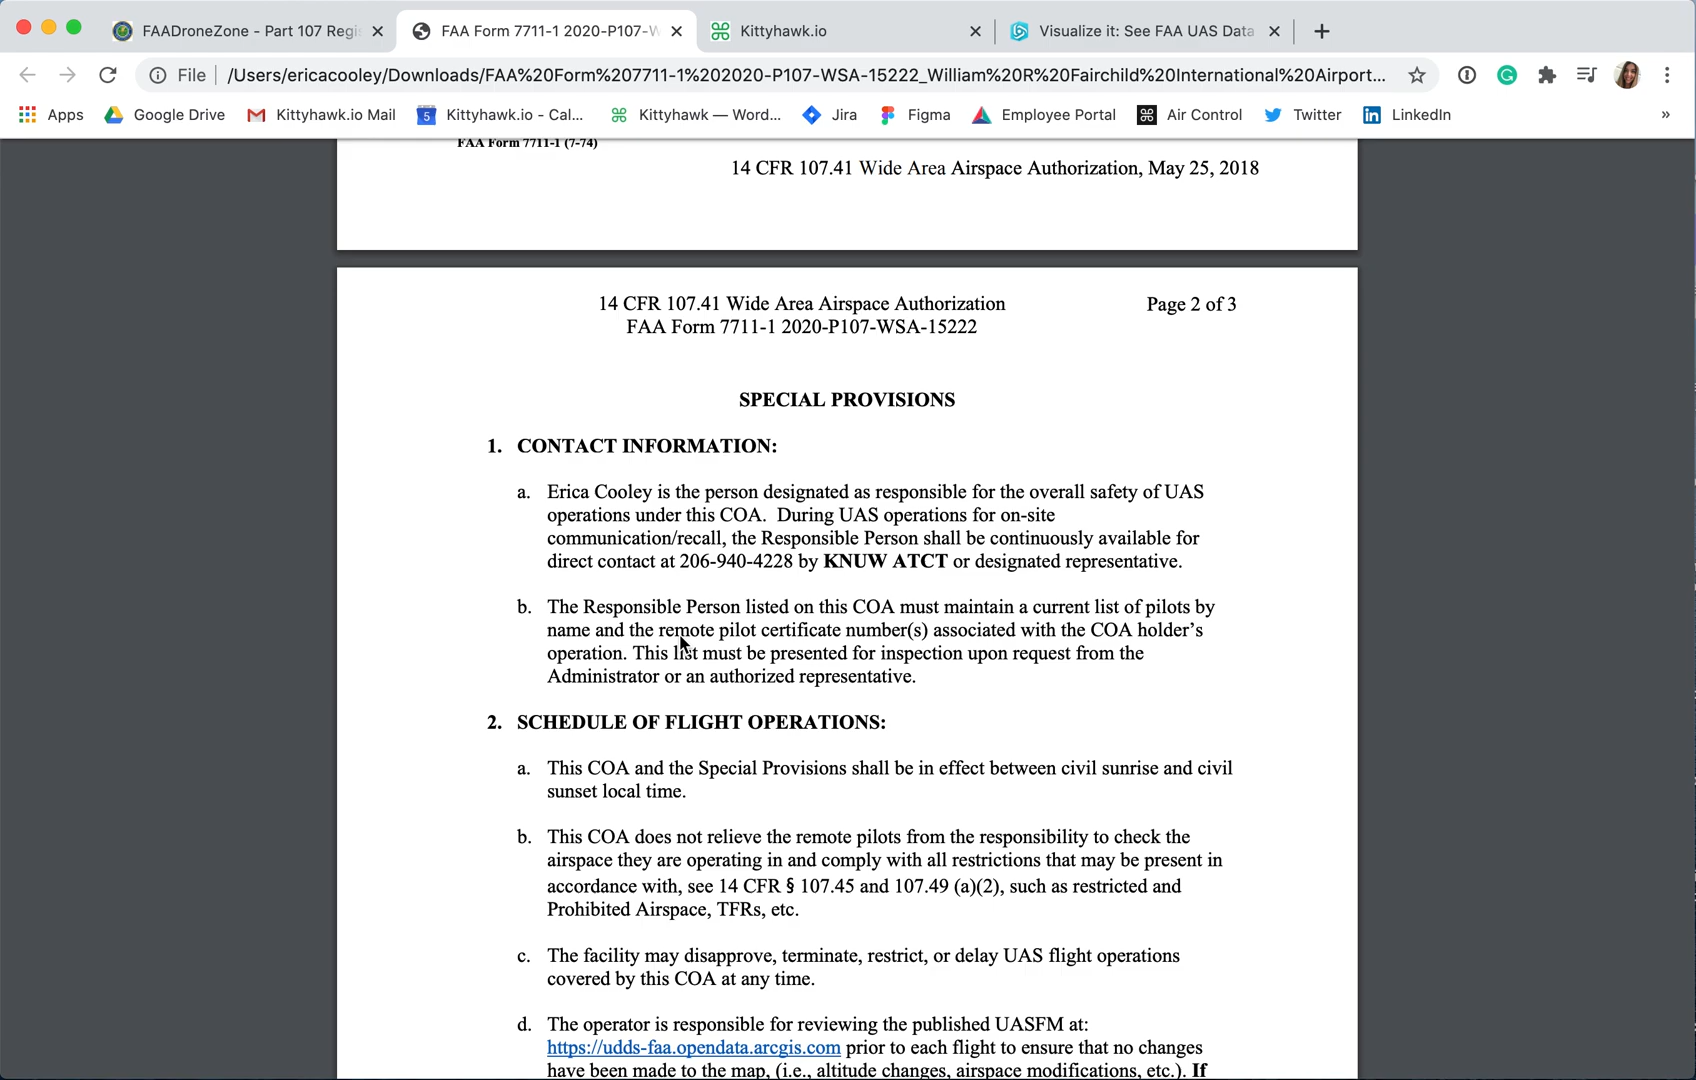 FAADroneZone - Part 107 Regi
FAA Form 7711-1 2020-P107-W
Kittyhawk.io
Visualize it: See FAA UAS Data
File
/Users/ericacooley/Downloads/FAA%20Form%207711-1%202020-P107-WSA-15222_William%20R%20Fairchild%20International%20Airport...
Apps
Google Drive
Kittyhawk.io Mail
5
Kittyhawk.io - Cal...
Kittyhawk — Word...
Jira
Figma
Employee Portal
Air Control
Twitter
LinkedIn
»
FAA Form 7711-1 (7-74)
14 CFR 107.41 Wide Area Airspace Authorization, May 25, 2018
14 CFR 107.41 Wide Area Airspace Authorization
Page 2 of 3
FAA Form 7711-1 2020-P107-WSA-15222
SPECIAL PROVISIONS
1. CONTACT INFORMATION:
a. Erica Cooley is the person designated as responsible for the overall safety of UAS
operations under this COA. During UAS operations for on-site
communication/recall, the Responsible Person shall be continuously available for
direct contact at 206-940-4228 by KNUW ATCT or designated representative.
b. The Responsible Person listed on this COA must maintain a current list of pilots by
name and the remote pilot certificate number(s) associated with the COA holder's
operation. This list must be presented for inspection upon request from the
Administrator or an authorized representative.
2. SCHEDULE OF FLIGHT OPERATIONS:
a. This COA and the Special Provisions shall be in effect between civil sunrise and civil
sunset local time.
b. This COA does not relieve the remote pilots from the responsibility to check the
airspace they are operating in and comply with all restrictions that may be present in
accordance with, see 14 CFR § 107.45 and 107.49 (a)(2), such as restricted and
Prohibited Airspace, TFRs, etc.
c. The facility may disapprove, terminate, restrict, or delay UAS flight operations
covered by this COA at any time.
d. The operator is responsible for reviewing the published UASFM at:
https://udds-faa.opendata.arcgis.com prior to each flight to ensure that no changes
have been made to the map, (i.e., altitude changes, airspace modifications, etc.). If